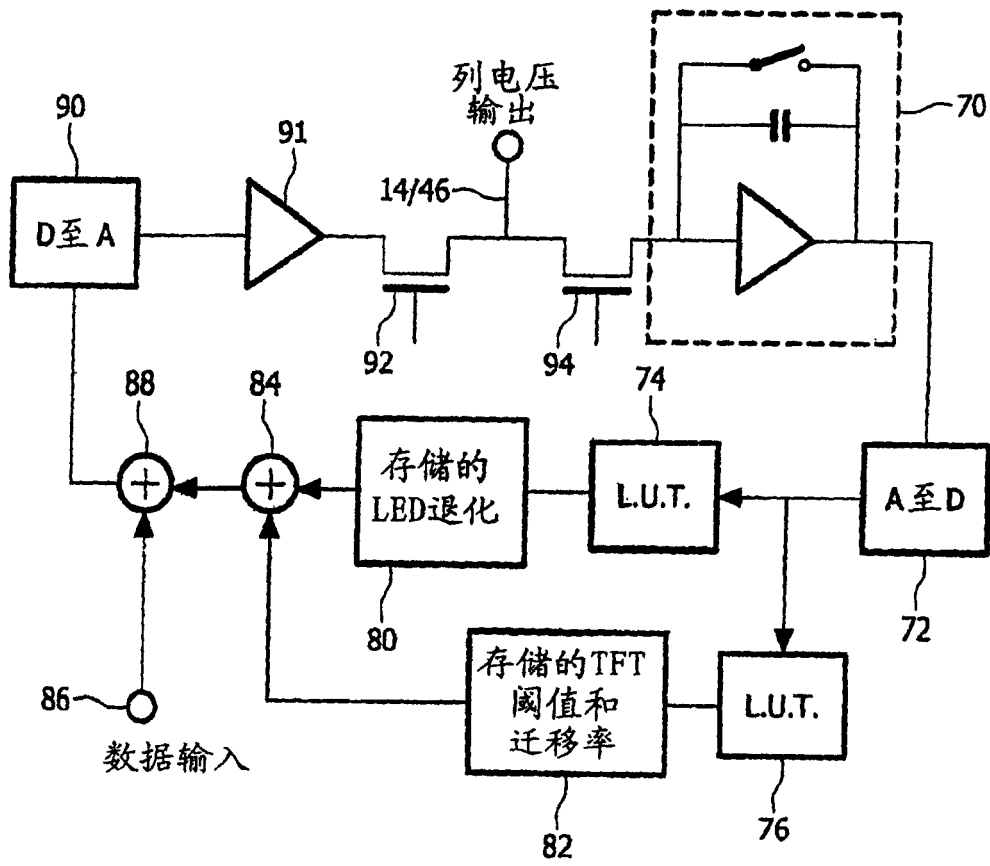 90
91
列电压
输出
70
14/46
D至A
92
94
88
84
74
存储的
LED退化
L.U.T.
A至D
80
72
86
存储的TFT
阈值和
迁移率
L.U.T.
数据输入
82
76